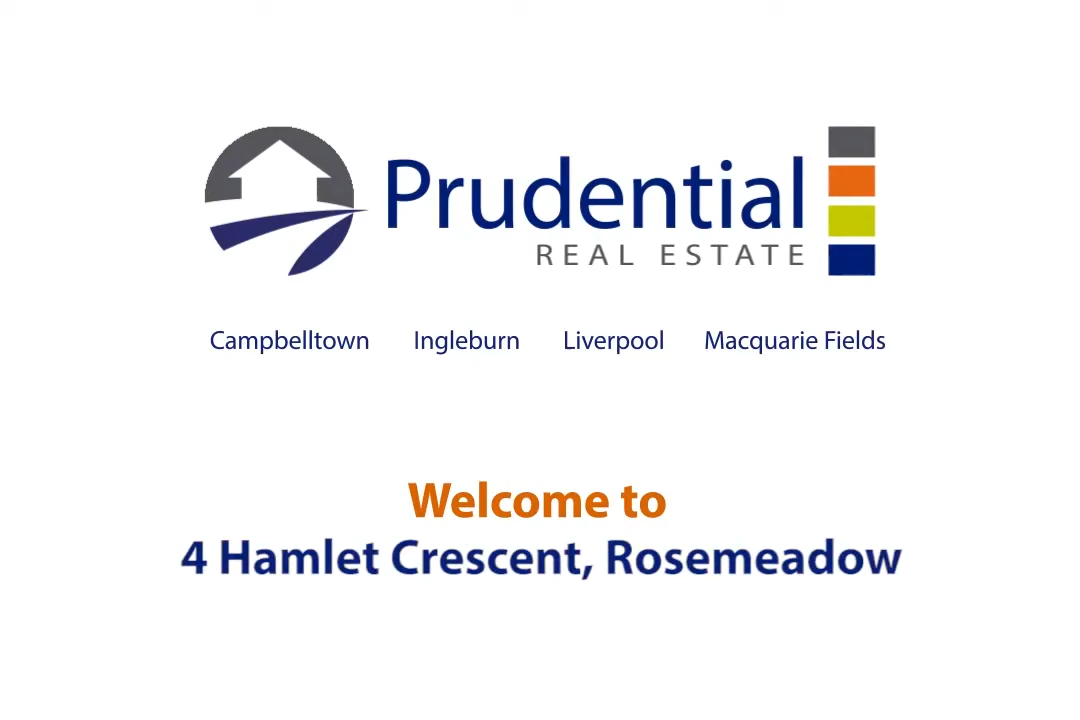 Prudential
REAL ESTATE
Campbelltown Ingleburn Liverpool Macquarie Fields
Welcome to
4 Hamlet Crescent, Rosemeadow